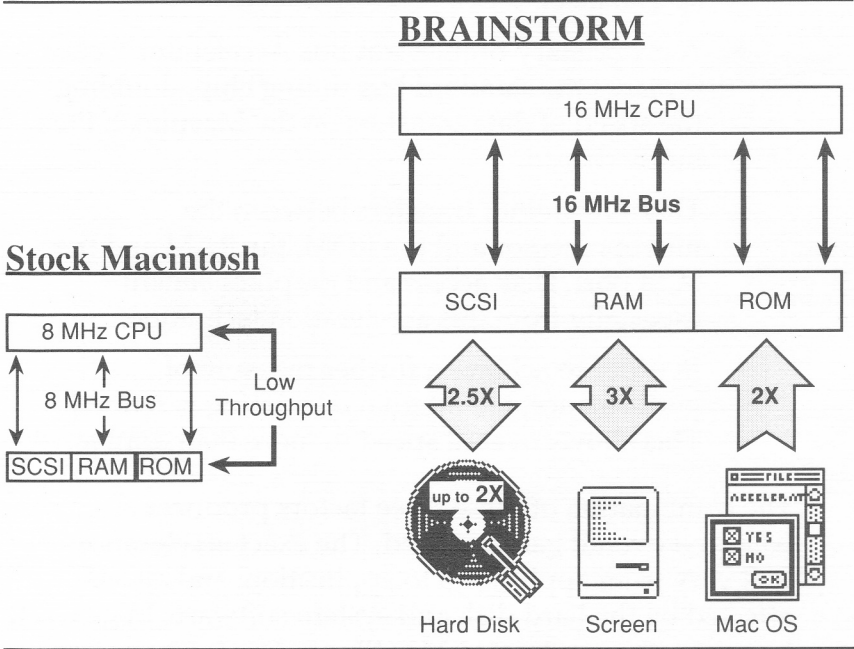 BRAINSTORM
16 MHz CPU
16 MHz Bus
SCSI RAM ROM
2.5X 3X 2X
up to 2X
FILE
ACCELERAT
YES
NO
OK
Hard Disk Screen Mac OS
Stock Macintosh
8 MHz CPU
8 MHz Bus
Low
Throughput
SCSI RAM ROM